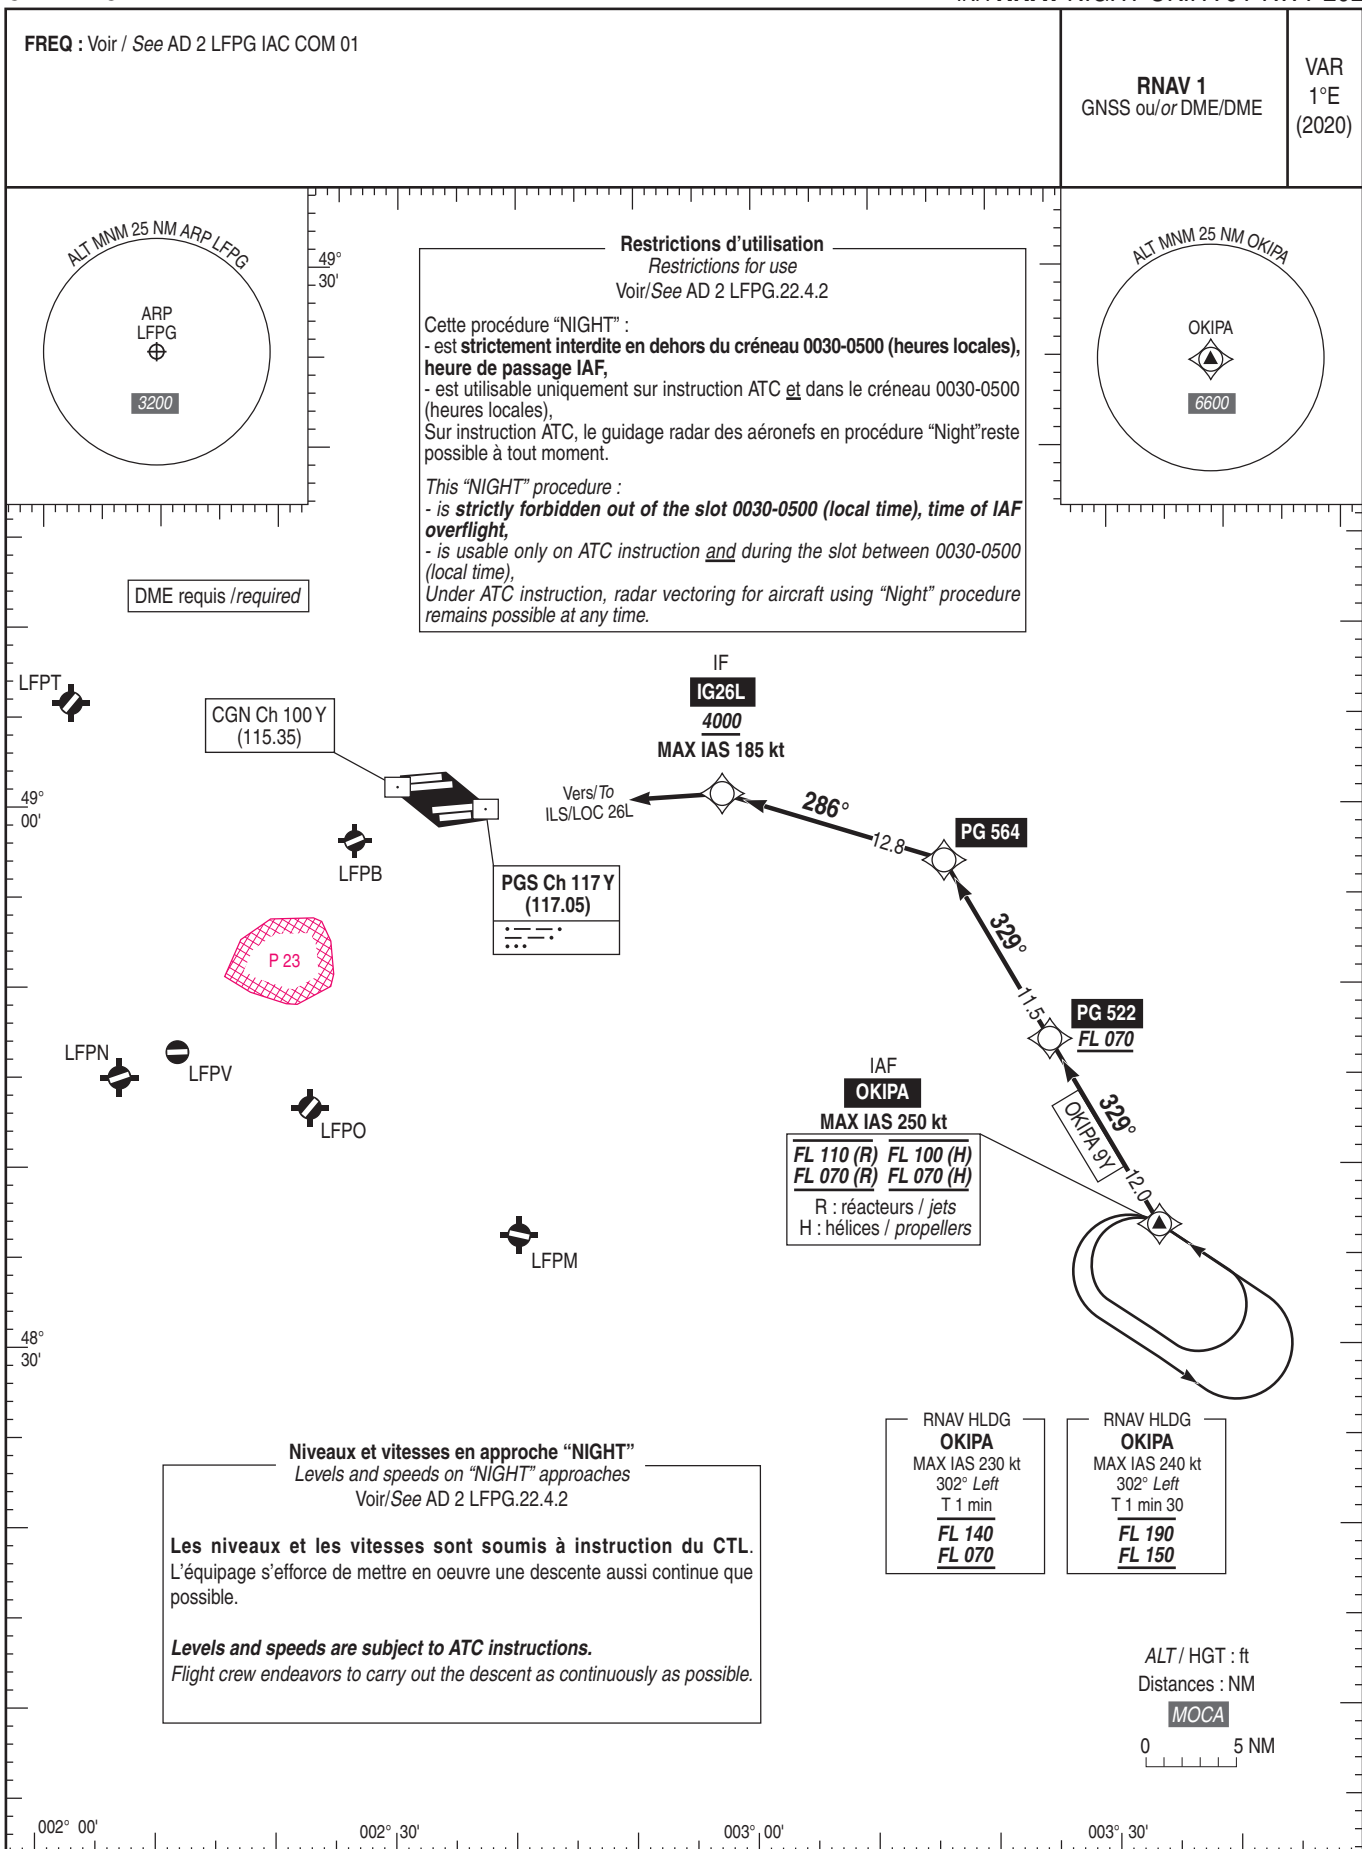 FREQ : Voir / See AD 2 LFPG IAC COM 01
RNAV 1
GNSS ou/or DME/DME
VAR
1°E
(2020)
ALT MNM 25 NM ARP LFPG
ARP
LFPG
3200
49°
30'
Restrictions d'utilisation
Restrictions for use
Voir/See AD 2 LFPG.22.4.2
Cette procédure “NIGHT” :
- est strictement interdite en dehors du créneau 0030-0500 (heures locales),
heure de passage IAF,
- est utilisable uniquement sur instruction ATC et dans le créneau 0030-0500
(heures locales),
Sur instruction ATC, le guidage radar des aéronefs en procédure “Night”reste
possible à tout moment.
This “NIGHT” procedure :
- is strictly forbidden out of the slot 0030-0500 (local time), time of IAF
overflight,
- is usable only on ATC instruction and during the slot between 0030-0500
(local time),
Under ATC instruction, radar vectoring for aircraft using “Night” procedure
remains possible at any time.
ALT MNM 25 NM OKIPA
OKIPA
6600
DME requis /required
LFPT
CGN Ch 100 Y
(115.35)
IF
IG26L
4000
MAX IAS 185 kt
Vers/To
ILS/LOC 26L
286°
12.8
PG 564
49°
00'
LFPB
PGS Ch 117 Y
(117.05)
P 23
329°
11.5
PG 522
FL 070
LFPN
LFPV
LFPO
IAF
OKIPA
MAX IAS 250 kt
FL 110 (R) FL 100 (H)
FL 070 (R) FL 070 (H)
R : réacteurs / jets
H : hélices / propellers
329°
OKIPA 9Y
12.0
LFPM
48°
30'
RNAV HLDG
OKIPA
MAX IAS 230 kt
302° Left
T 1 min
FL 140
FL 070
RNAV HLDG
OKIPA
MAX IAS 240 kt
302° Left
T 1 min 30
FL 190
FL 150
Niveaux et vitesses en approche “NIGHT”
Levels and speeds on “NIGHT” approaches
Voir/See AD 2 LFPG.22.4.2
Les niveaux et les vitesses sont soumis à instruction du CTL.
L'équipage s'efforce de mettre en oeuvre une descente aussi continue que
possible.
Levels and speeds are subject to ATC instructions.
Flight crew endeavors to carry out the descent as continuously as possible.
ALT / HGT : ft
Distances : NM
MOCA
0 5 NM
002° 00'
002° 30'
003° 00'
003° 30'